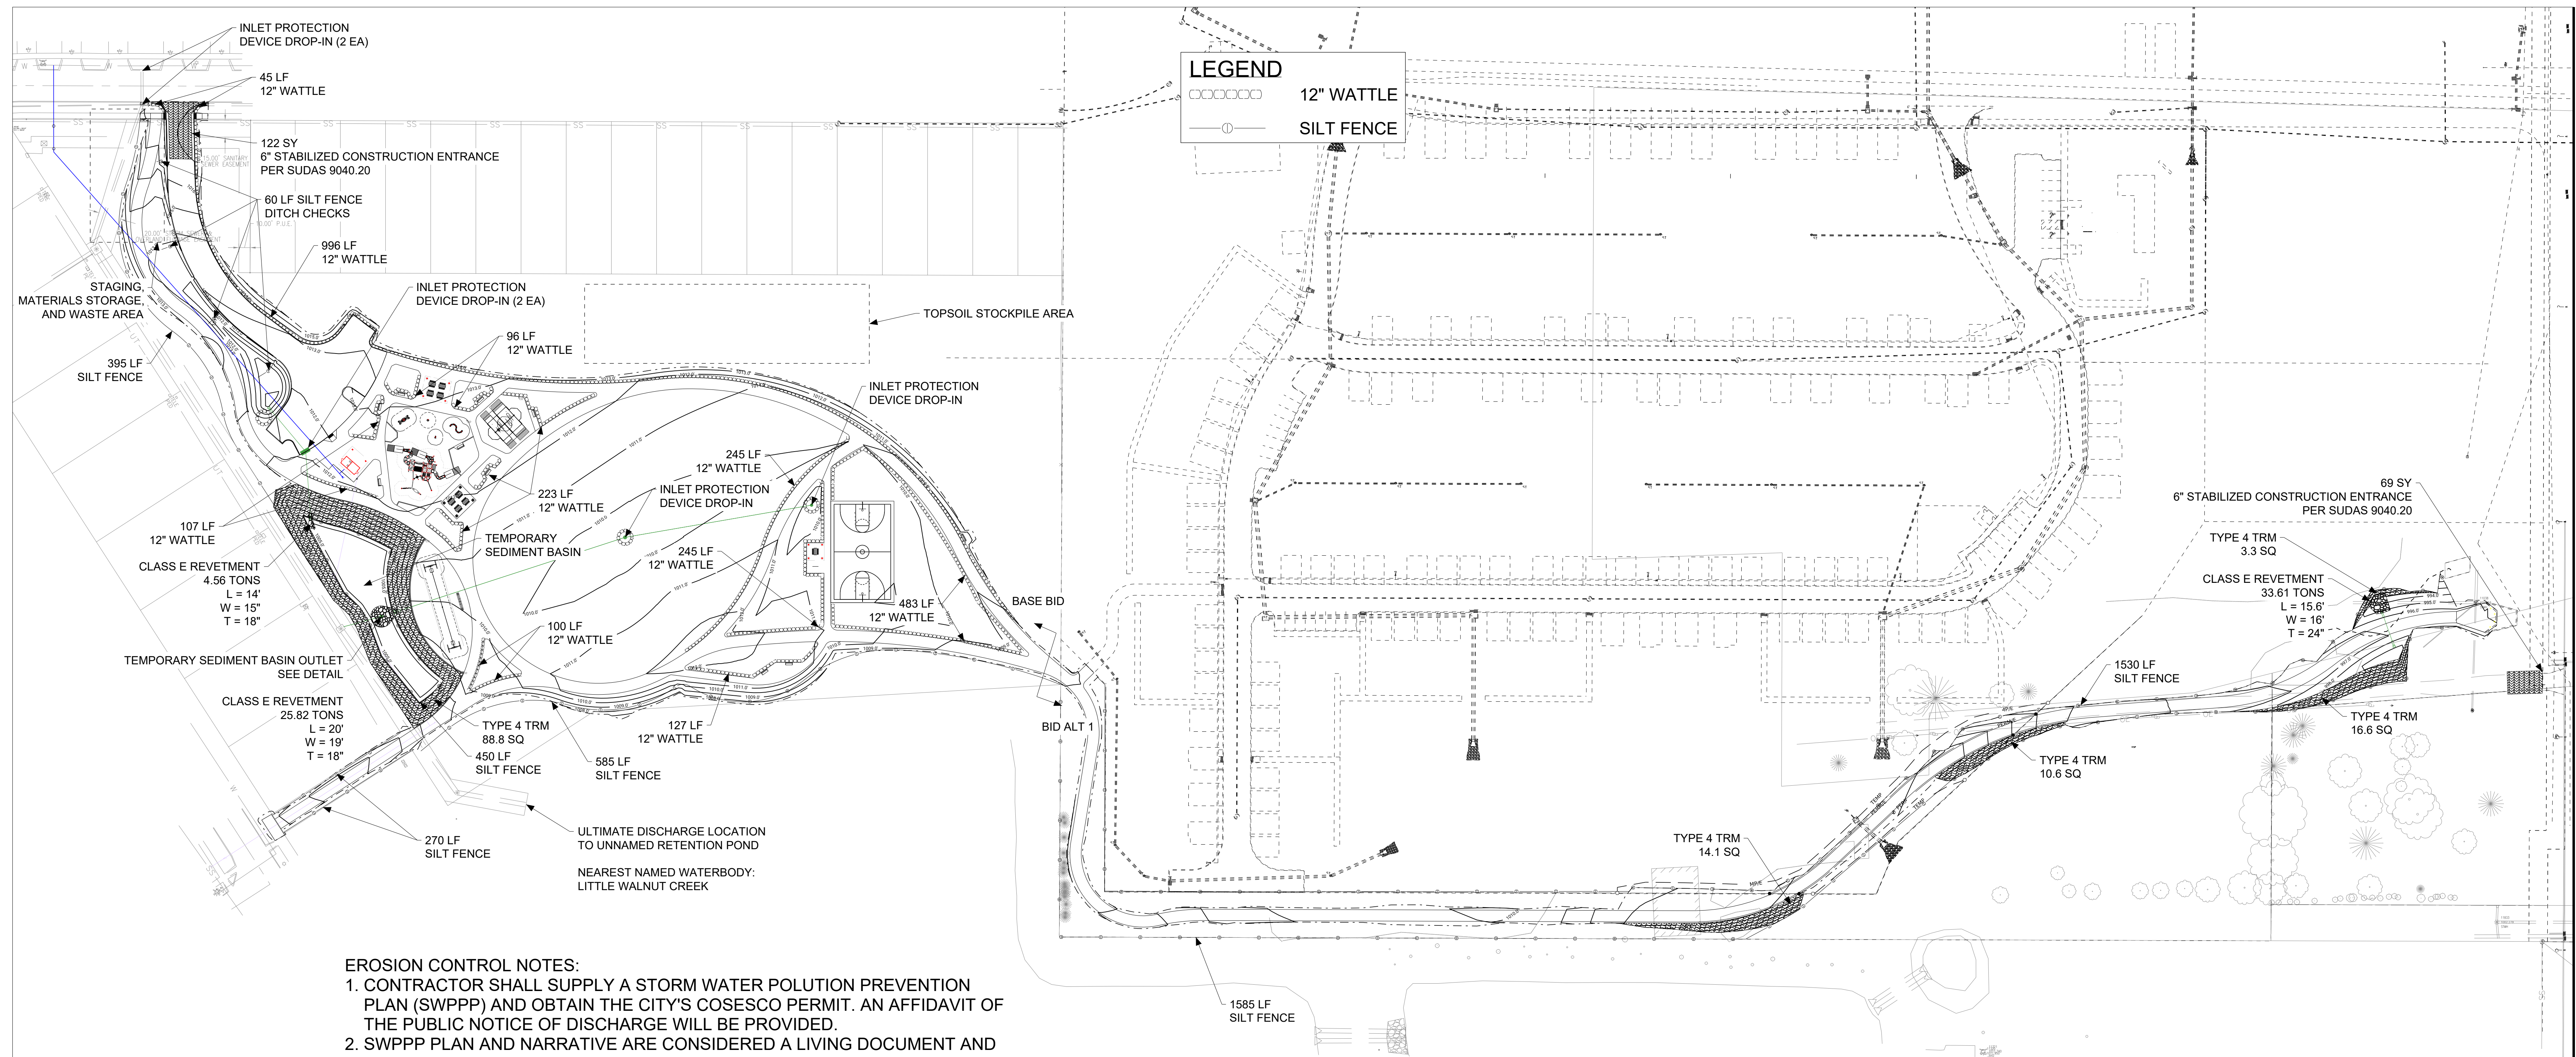 INLET PROTECTION
DEVICE DROP-IN (2 EA)
45 LF
12" WATTLE
122 SY
6" STABILIZED CONSTRUCTION ENTRANCE
PER SUDAS 9040.20
15.00' SANITARY
SEWER EASEMENT
60 LF SILT FENCE
DITCH CHECKS
10.00' P.U.E.
996 LF
12" WATTLE
STAGING,
MATERIALS STORAGE,
AND WASTE AREA
INLET PROTECTION
DEVICE DROP-IN (2 EA)
TOPSOIL STOCKPILE AREA
96 LF
12" WATTLE
395 LF
SILT FENCE
INLET PROTECTION
DEVICE DROP-IN
245 LF
12" WATTLE
INLET PROTECTION
DEVICE DROP-IN
223 LF
12" WATTLE
107 LF
12" WATTLE
TEMPORARY
SEDIMENT BASIN
245 LF
12" WATTLE
CLASS E REVETMENT
4.56 TONS
L = 14'
W = 15"
T = 18"
483 LF
12" WATTLE
BASE BID
100 LF
12" WATTLE
TEMPORARY SEDIMENT BASIN OUTLET
SEE DETAIL
CLASS E REVETMENT
25.82 TONS
L = 20'
W = 19'
T = 18"
TYPE 4 TRM
88.8 SQ
127 LF
12" WATTLE
BID ALT 1
450 LF
SILT FENCE
585 LF
SILT FENCE
270 LF
SILT FENCE
ULTIMATE DISCHARGE LOCATION
TO UNNAMED RETENTION POND
NEAREST NAMED WATERBODY:
LITTLE WALNUT CREEK
LEGEND
12" WATTLE
SILT FENCE
69 SY
6" STABILIZED CONSTRUCTION ENTRANCE
PER SUDAS 9040.20
TYPE 4 TRM
3.3 SQ
CLASS E REVETMENT
33.61 TONS
L = 15.6'
W = 16'
T = 24"
1530 LF
SILT FENCE
TYPE 4 TRM
16.6 SQ
TYPE 4 TRM
10.6 SQ
TYPE 4 TRM
14.1 SQ
1585 LF
SILT FENCE
EROSION CONTROL NOTES:
1. CONTRACTOR SHALL SUPPLY A STORM WATER POLUTION PREVENTION
PLAN (SWPPP) AND OBTAIN THE CITY'S COSESCO PERMIT. AN AFFIDAVIT OF
THE PUBLIC NOTICE OF DISCHARGE WILL BE PROVIDED.
2. SWPPP PLAN AND NARRATIVE ARE CONSIDERED A LIVING DOCUMENT AND